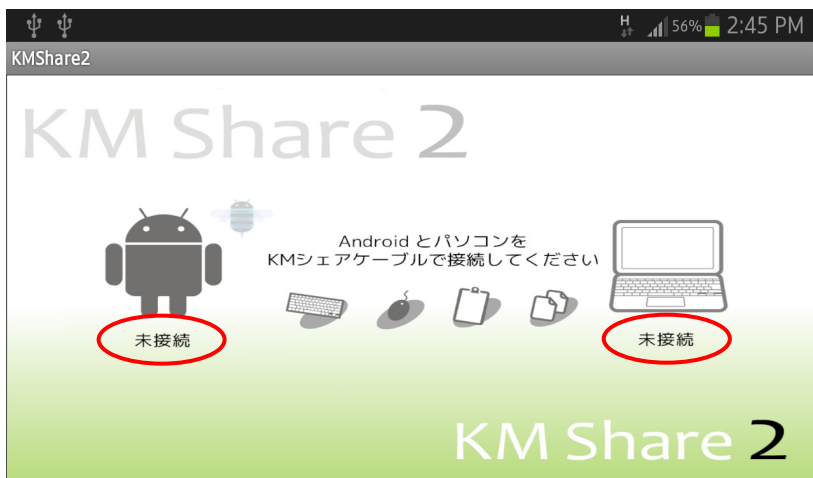 H 56% 2:45 PM
KMShare2
KM Share 2
Android とパソコンを
KMシェアケーブルで接続してください
未接続
未接続
KM Share 2